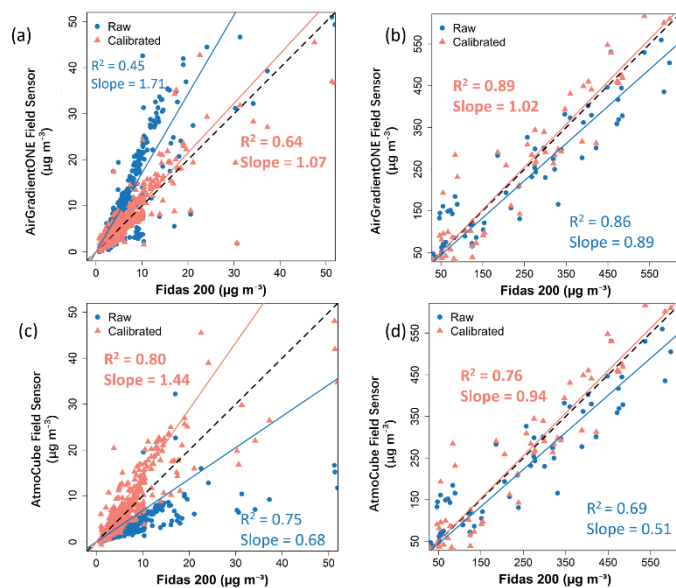 (a)
Raw
Calibrated
R² = 0.45
Slope = 1.71
R² = 0.64
Slope = 1.07
AirGradientONE Field Sensor
(µg m⁻³)
0 10 20 30 40 50
0 10 20 30 40 50
Fidas 200 (µg m⁻³)
(b)
Raw
Calibrated
R² = 0.89
Slope = 1.02
R² = 0.86
Slope = 0.89
AirGradientONE Field Sensor
(µg m⁻³)
50 150 250 350 450 550
50 150 250 350 450 550
Fidas 200 (µg m⁻³)
(c)
Raw
Calibrated
R² = 0.80
Slope = 1.44
R² = 0.75
Slope = 0.68
AtmoCube Field Sensor
(µg m⁻³)
0 10 20 30 40 50
0 10 20 30 40 50
Fidas 200 (µg m⁻³)
(d)
Raw
Calibrated
R² = 0.76
Slope = 0.94
R² = 0.69
Slope = 0.51
AtmoCube Field Sensor
(µg m⁻³)
50 150 250 350 450 550
50 150 250 350 450 550
Fidas 200 (µg m⁻³)